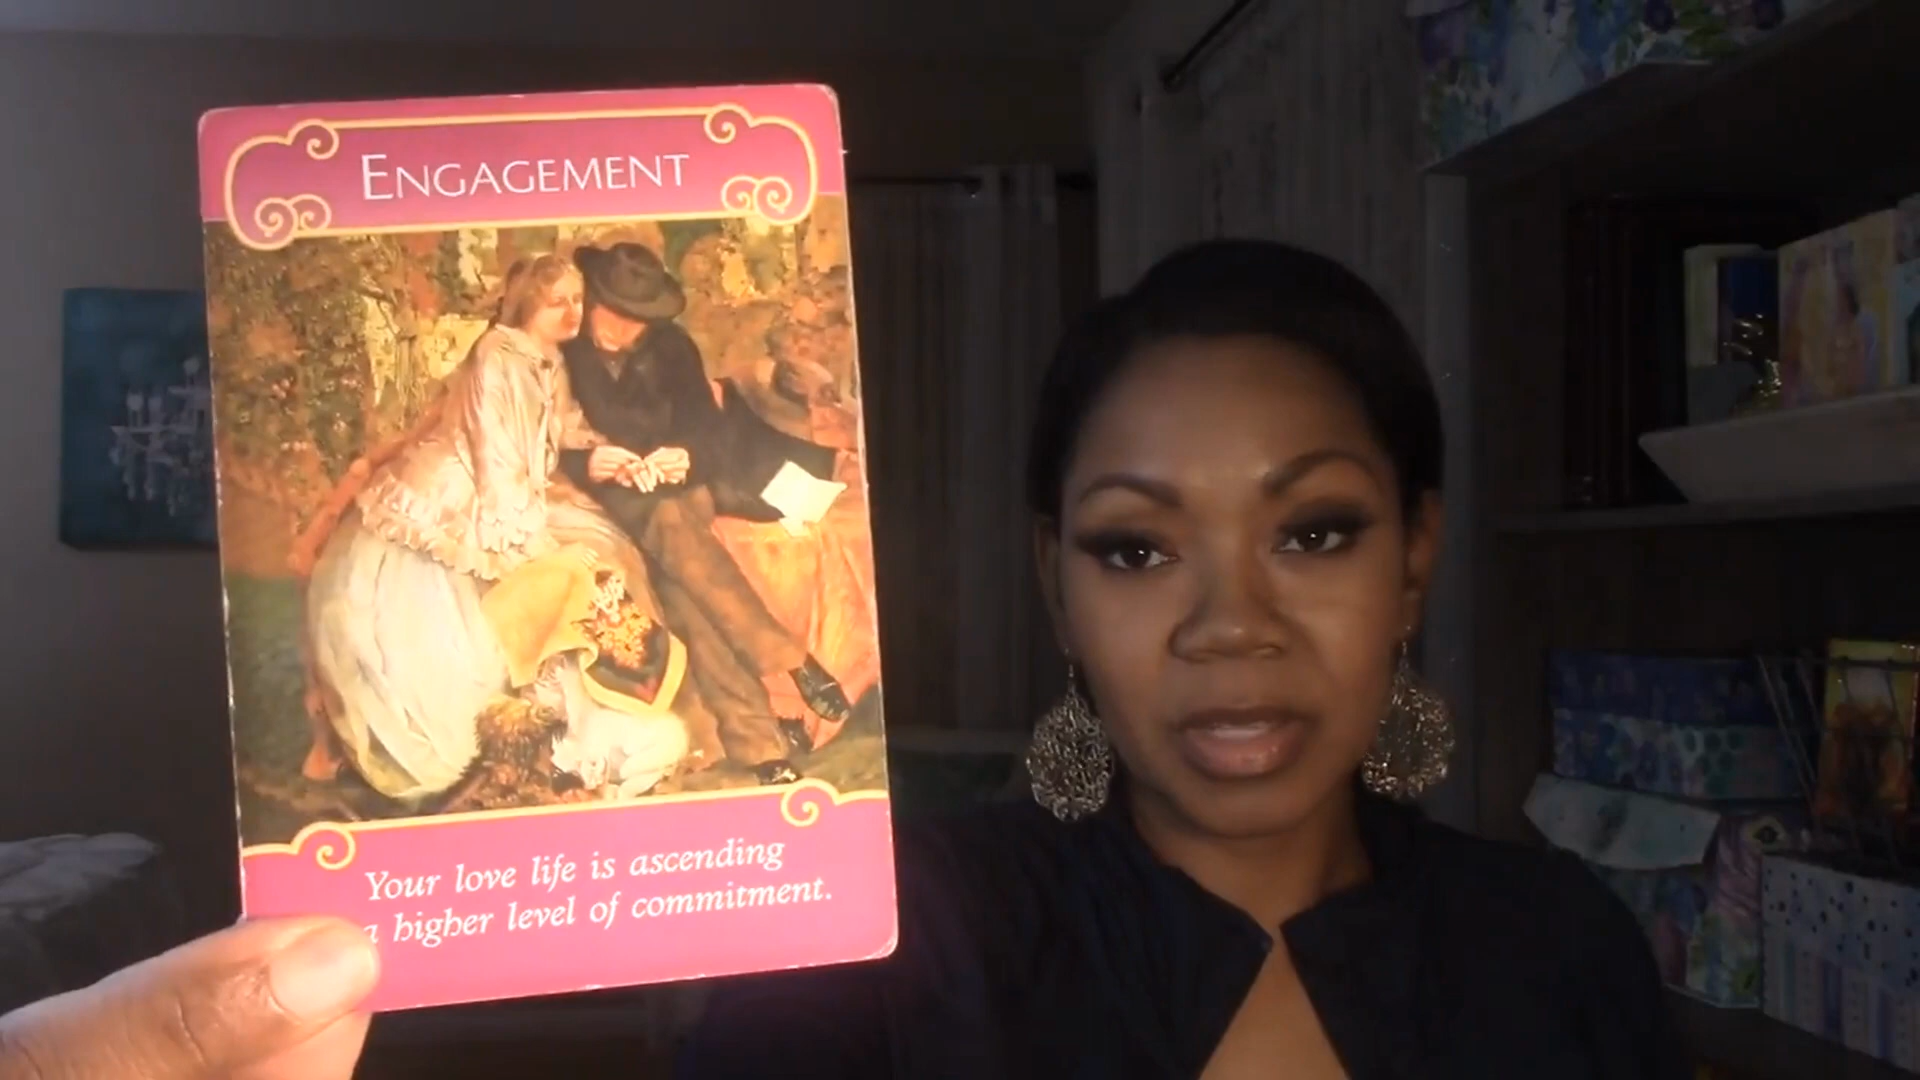 ENGAGEMENT
Your love life is ascending
a higher level of commitment.